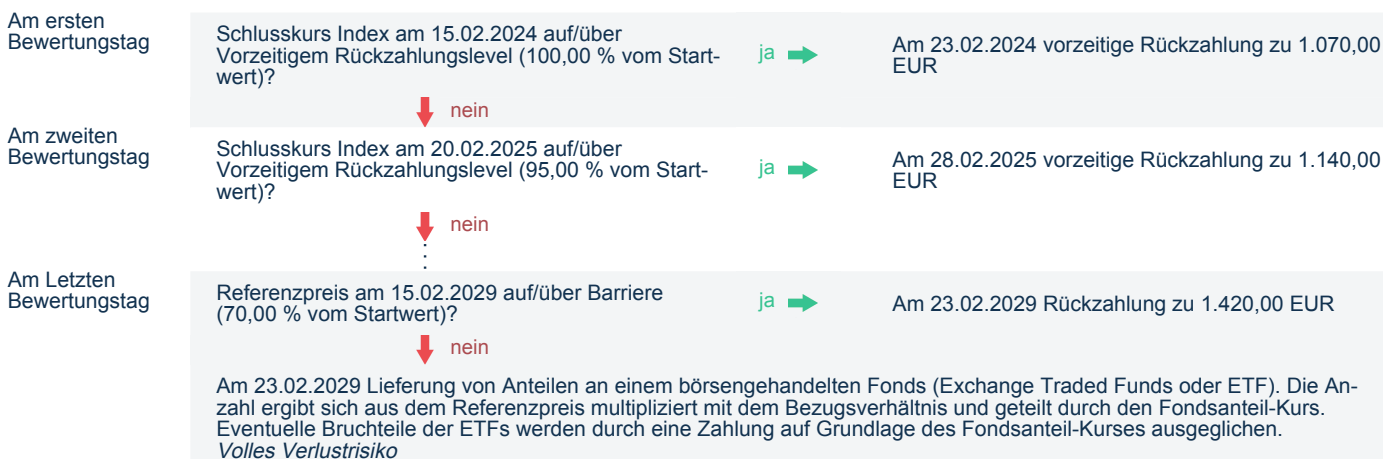 Am ersten
Bewertungstag
Schlusskurs Index am 15.02.2024 auf/über
Vorzeitigem Rückzahlungslevel (100,00 % vom Start-
wert)?
ja
Am 23.02.2024 vorzeitige Rückzahlung zu 1.070,00
EUR
nein
Am zweiten
Bewertungstag
Schlusskurs Index am 20.02.2025 auf/über
Vorzeitigem Rückzahlungslevel (95,00 % vom Start-
wert)?
ja
Am 28.02.2025 vorzeitige Rückzahlung zu 1.140,00
EUR
nein
Am Letzten
Bewertungstag
Referenzpreis am 15.02.2029 auf/über Barriere
(70,00 % vom Startwert)?
ja
Am 23.02.2029 Rückzahlung zu 1.420,00 EUR
nein
Am 23.02.2029 Lieferung von Anteilen an einem börsengehandelten Fonds (Exchange Traded Funds oder ETF). Die An-
zahl ergibt sich aus dem Referenzpreis multipliziert mit dem Bezugsverhältnis und geteilt durch den Fondsanteil-Kurs.
Eventuelle Bruchteile der ETFs werden durch eine Zahlung auf Grundlage des Fondsanteil-Kurses ausgeglichen.
Volles Verlustrisiko